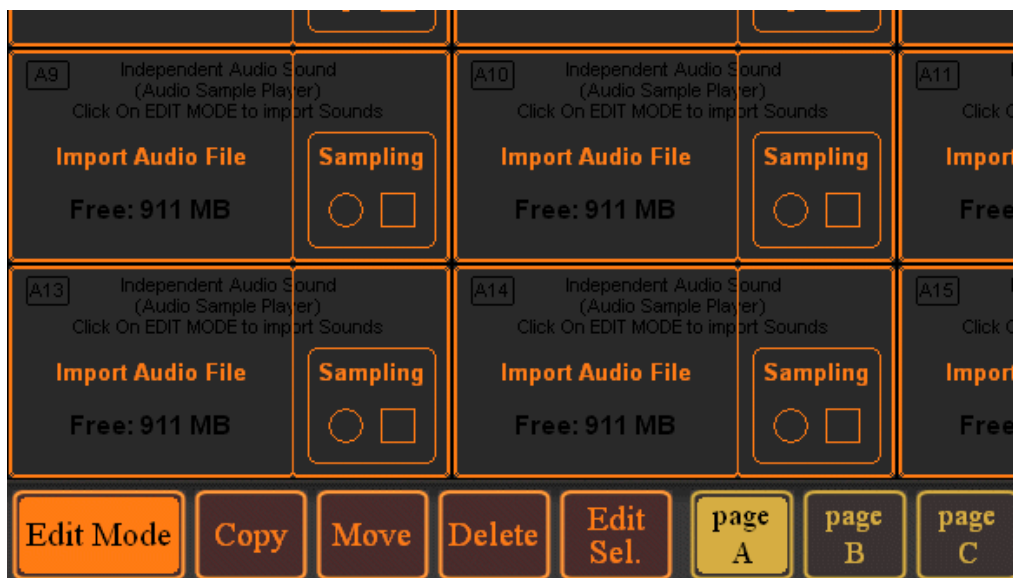 A9
Independent Audio Sound
(Audio Sample Player)
Click On EDIT MODE to import Sounds
Import Audio File
Sampling
Free: 911 MB
A10
Independent Audio Sound
(Audio Sample Player)
Click On EDIT MODE to import Sounds
Import Audio File
Sampling
Free: 911 MB
A11
Click
Free
A13
Independent Audio Sound
(Audio Sample Player)
Click On EDIT MODE to import Sounds
Import Audio File
Sampling
Free: 911 MB
A14
Independent Audio Sound
(Audio Sample Player)
Click On EDIT MODE to import Sounds
Import Audio File
Sampling
Free: 911 MB
A15
Click
Free
Edit Mode
Copy
Move
Delete
Edit
Sel.
page
A
page
B
page
C